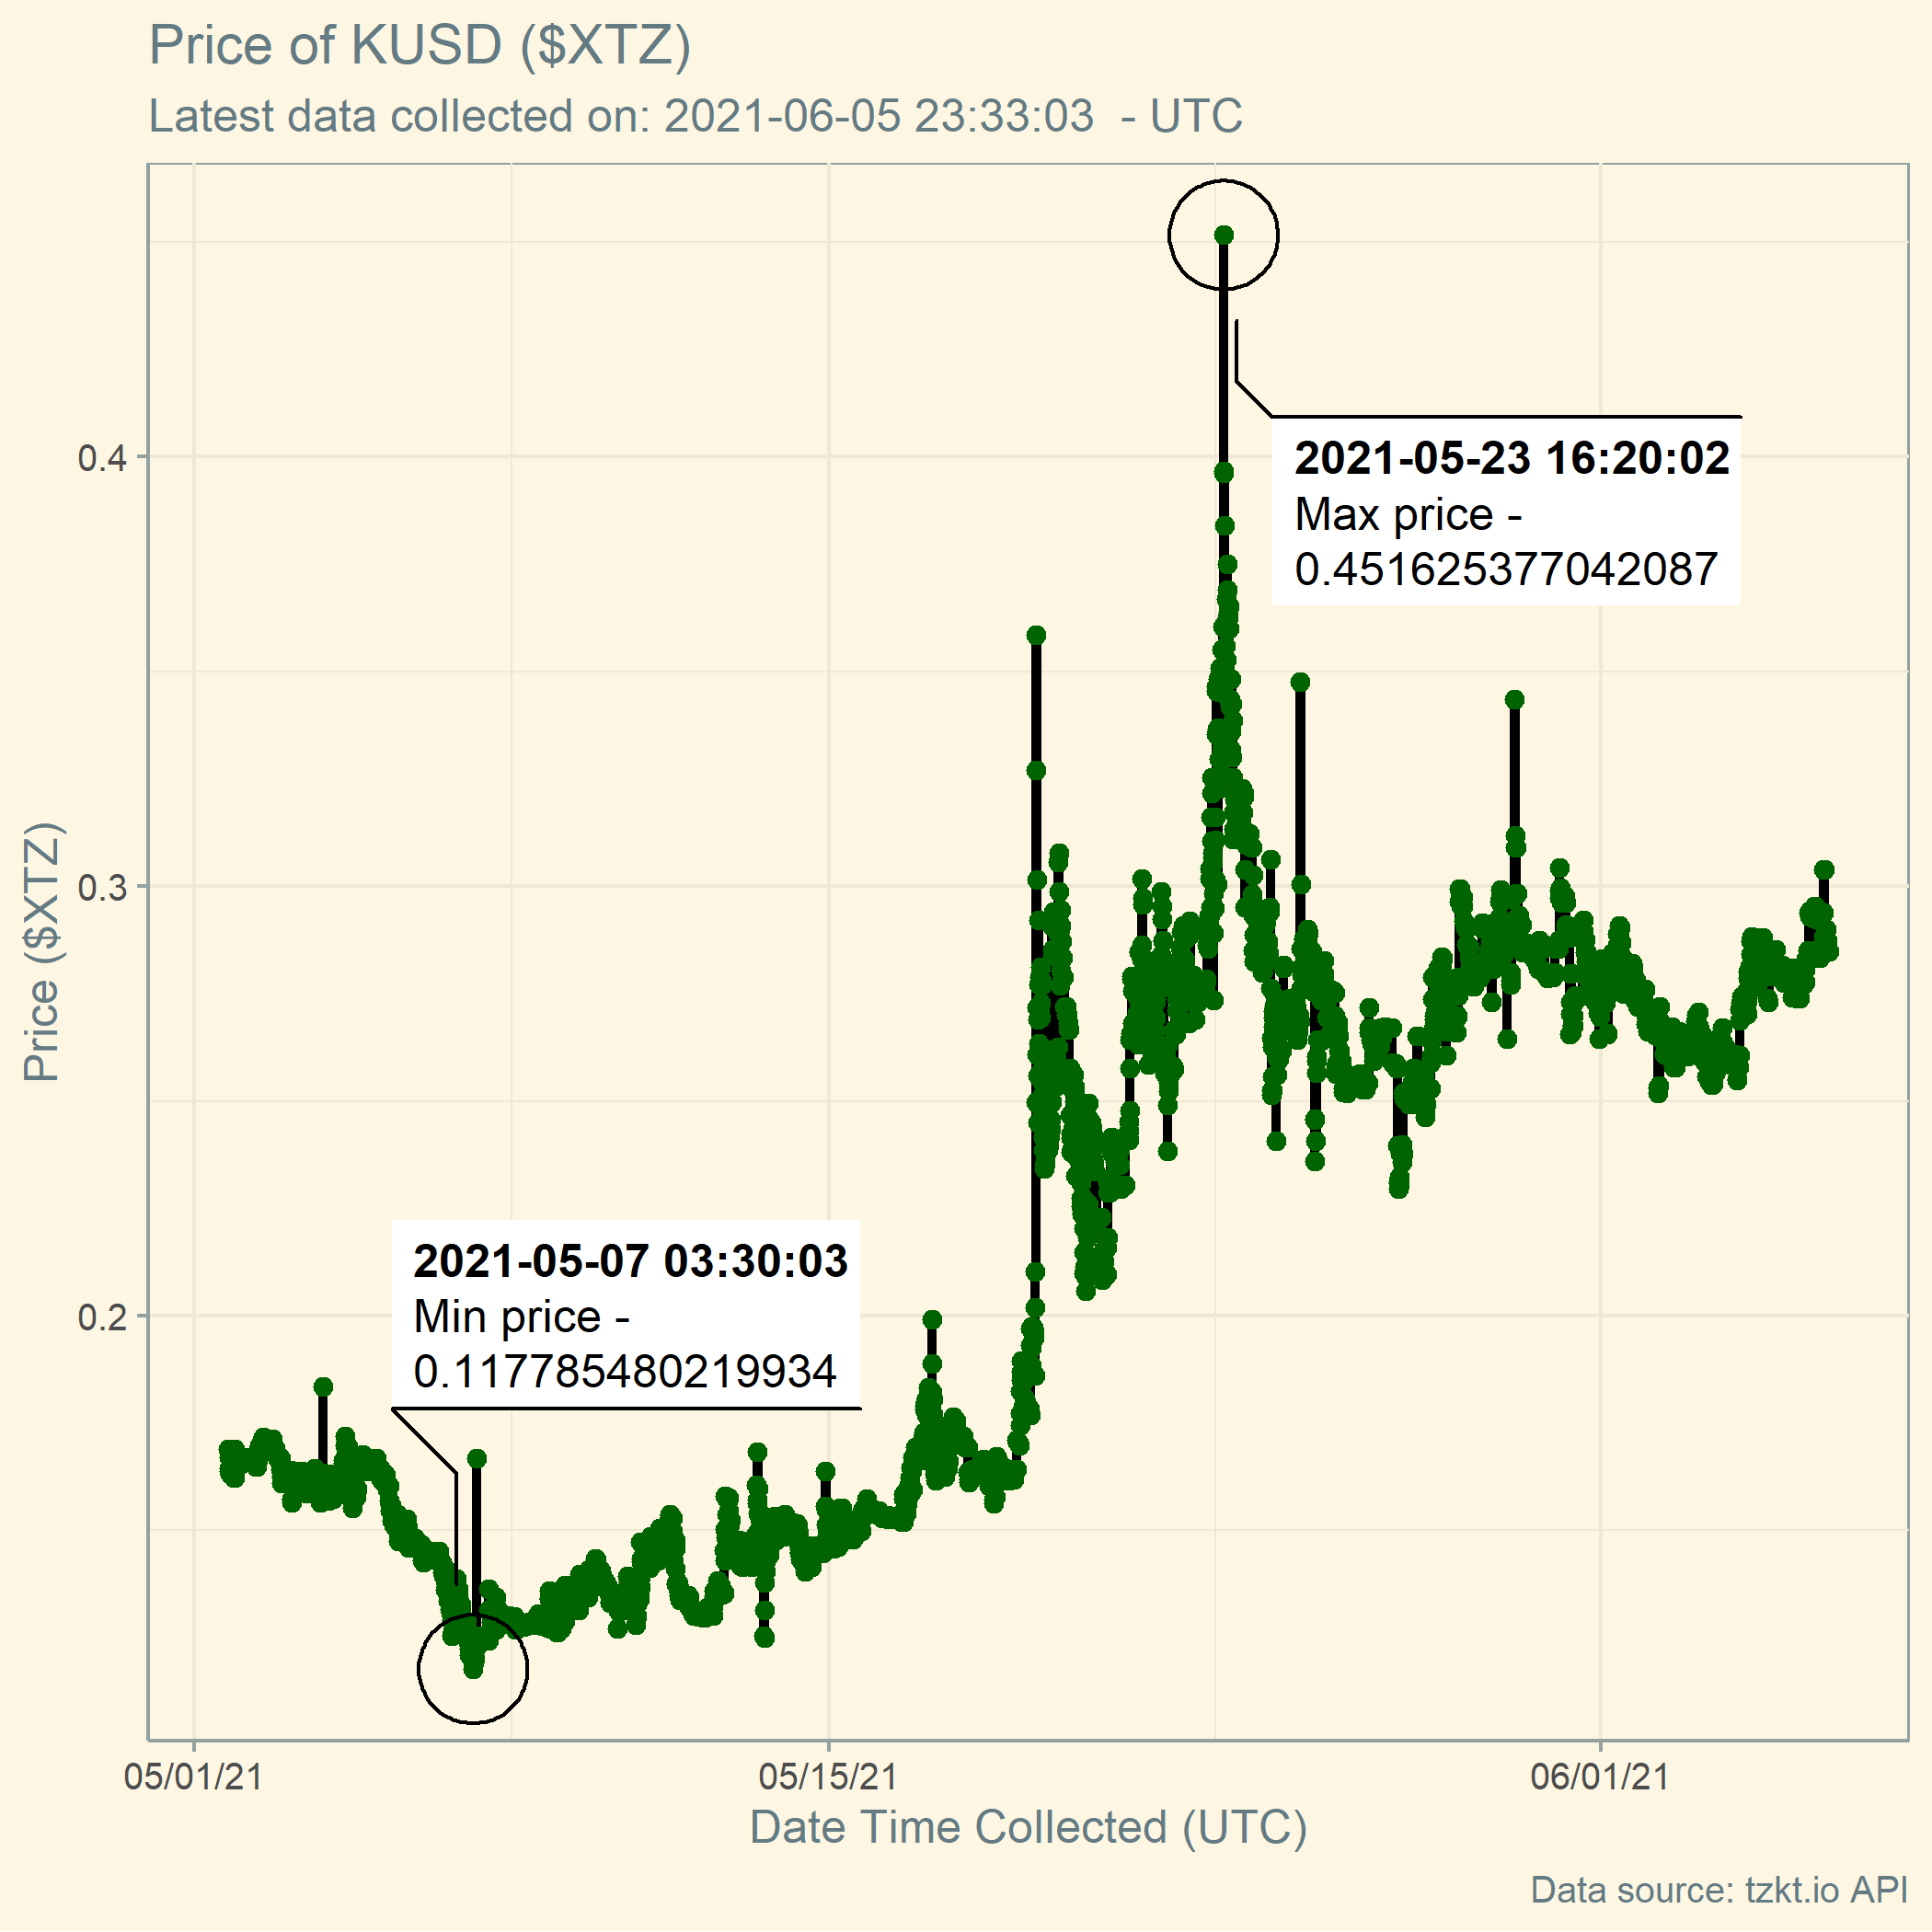 Price of KUSD ($XTZ)
Latest data collected on: 2021-06-05 23:33:03  - UTC
Price ($XTZ)
0.4
0.3
0.2
2021-05-23 16:20:02
Max price -
0.451625377042087
2021-05-07 03:30:03
Min price -
0.117785480219934
05/01/21
05/15/21
06/01/21
Date Time Collected (UTC)
Data source: tzkt.io API